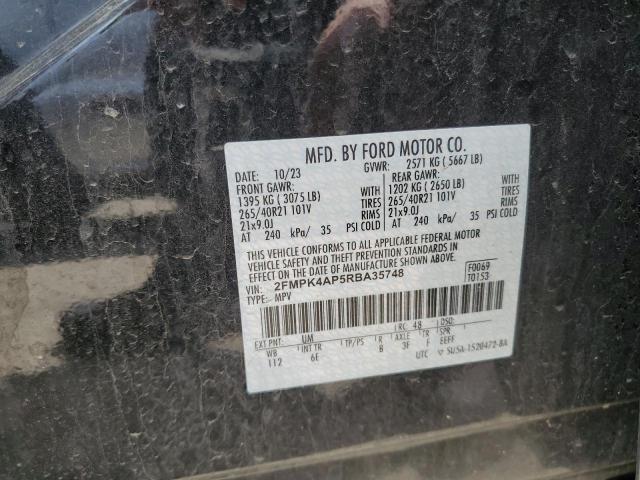 MFD. BY FORD MOTOR CO.
DATE: 10/23 GVWR: 2571 KG ( 5667 LB)
FRONT GAWR: REAR GAWR:
1395 KG ( 3075 LB) WITH 1202 KG ( 2650 LB) WITH
265/40R21 101V TIRES 265/40R21 101V TIRES
21x9.0J RIMS 21x9.0J RIMS
AT 240 kPa/ 35 PSI COLD AT 240 kPa/ 35 PSI COLD
THIS VEHICLE CONFORMS TO ALL APPLICABLE FEDERAL MOTOR
VEHICLE SAFETY AND THEFT PREVENTION STANDARDS IN
EFFECT ON THE DATE OF MANUFACTURE SHOWN ABOVE.
VIN: 2FMPK4AP5RBA35748 F0069
TYPE: MPV T0153
EXT PNT: UM RC: 48 DSO:
WB INT TR TP/PS R AXLE TR SPR
112 6E B 3F F EEFF
UTC ▽ SU5A-1520472-BA